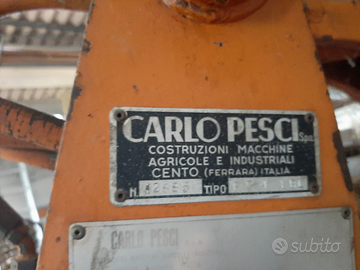 CARLO PESCI Spa
COSTRUZIONI MACCHINE
AGRICOLE E INDUSTRIALI
CENTO (FERRARA) ITALIA
N. TIPO
CARLO PESCI
subito